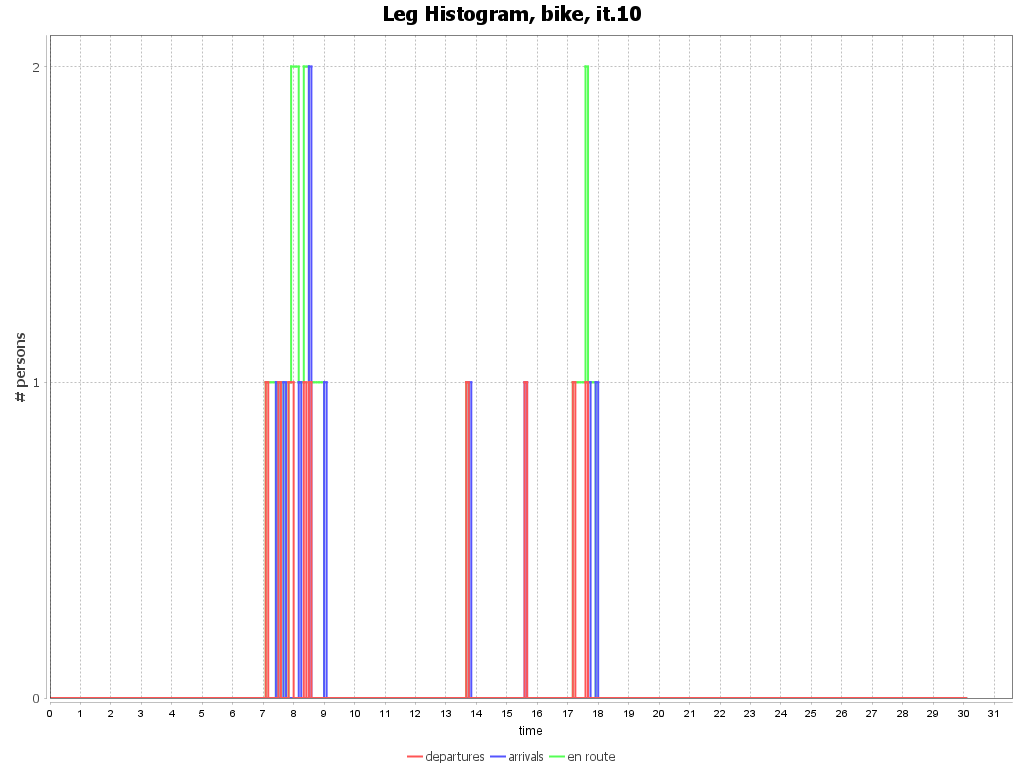 Leg Histogram, bike, it.10
# persons
2
1
0
0 1 2 3 4 5 6 7 8 9 10 11 12 13 14 15 16 17 18 19 20 21 22 23 24 25 26 27 28 29 30 31
time
departures arrivals en route